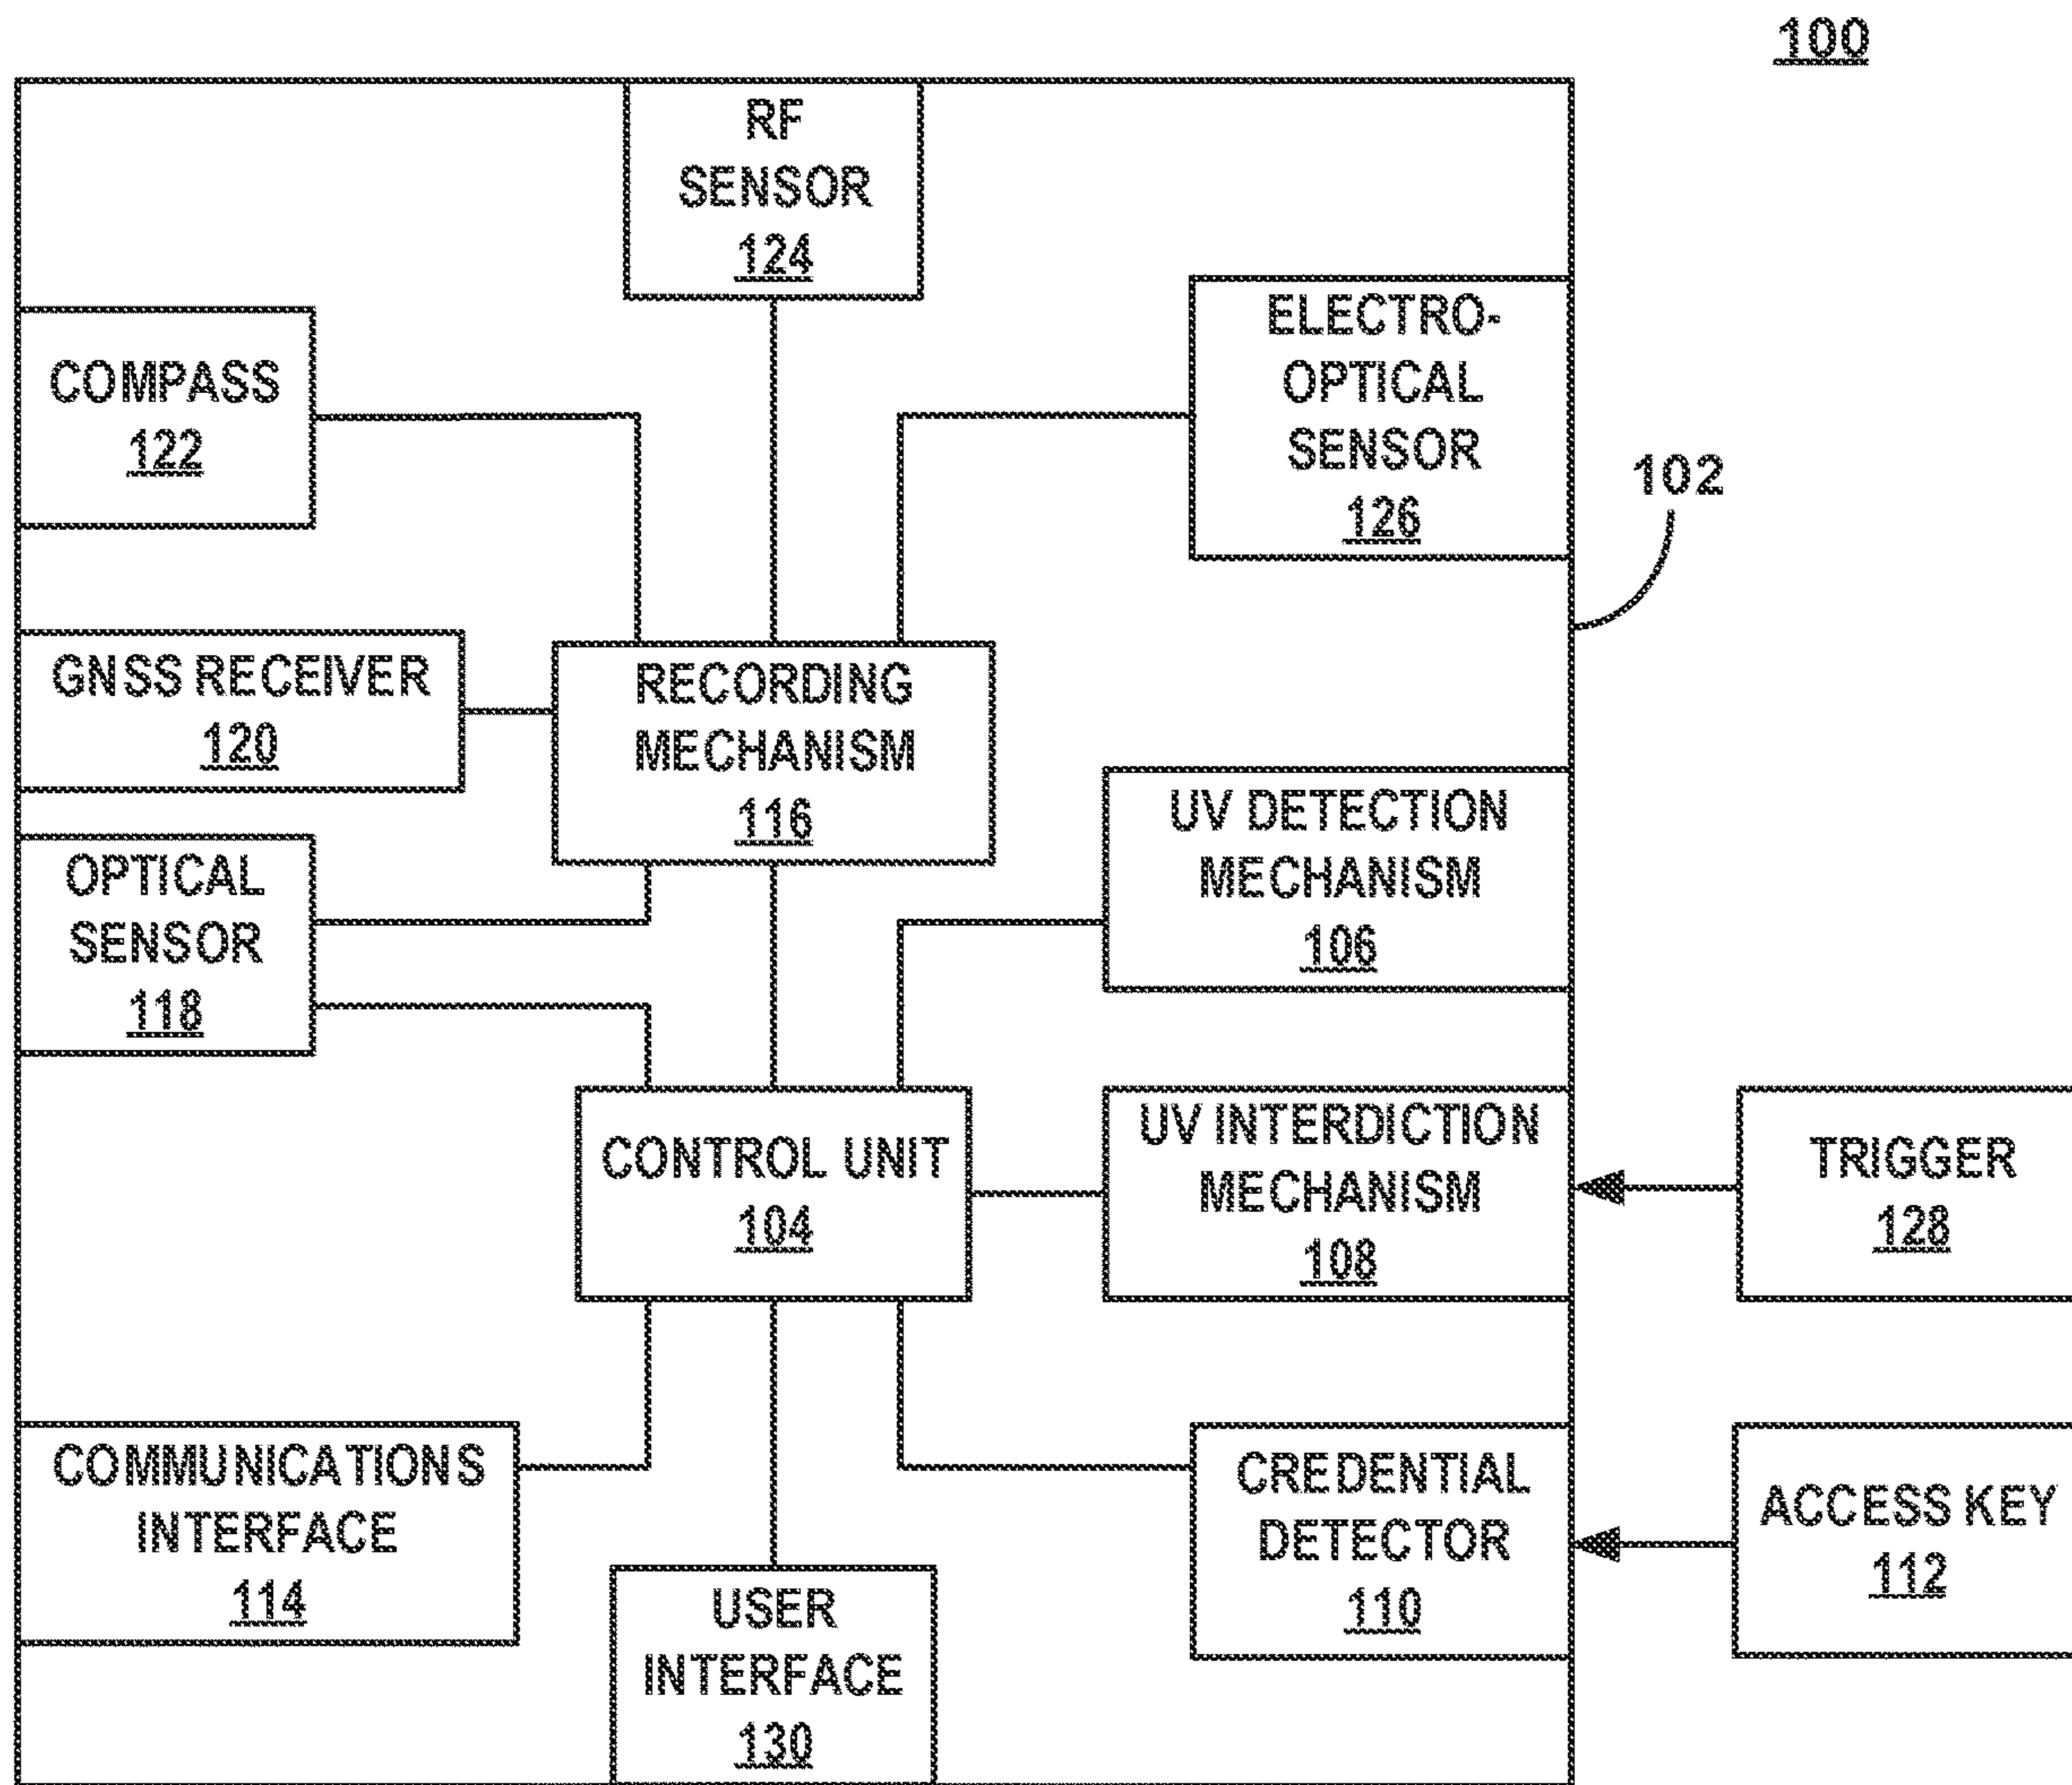 100
RF
SENSOR
124
COMPASS
122
ELECTRO-
OPTICAL
SENSOR
126
102
GNSS RECEIVER
120
RECORDING
MECHANISM
116
OPTICAL
SENSOR
118
UV DETECTION
MECHANISM
106
CONTROL UNIT
104
UV INTERDICTION
MECHANISM
108
TRIGGER
128
COMMUNICATIONS
INTERFACE
114
USER
INTERFACE
130
CREDENTIAL
DETECTOR
110
ACCESS KEY
112